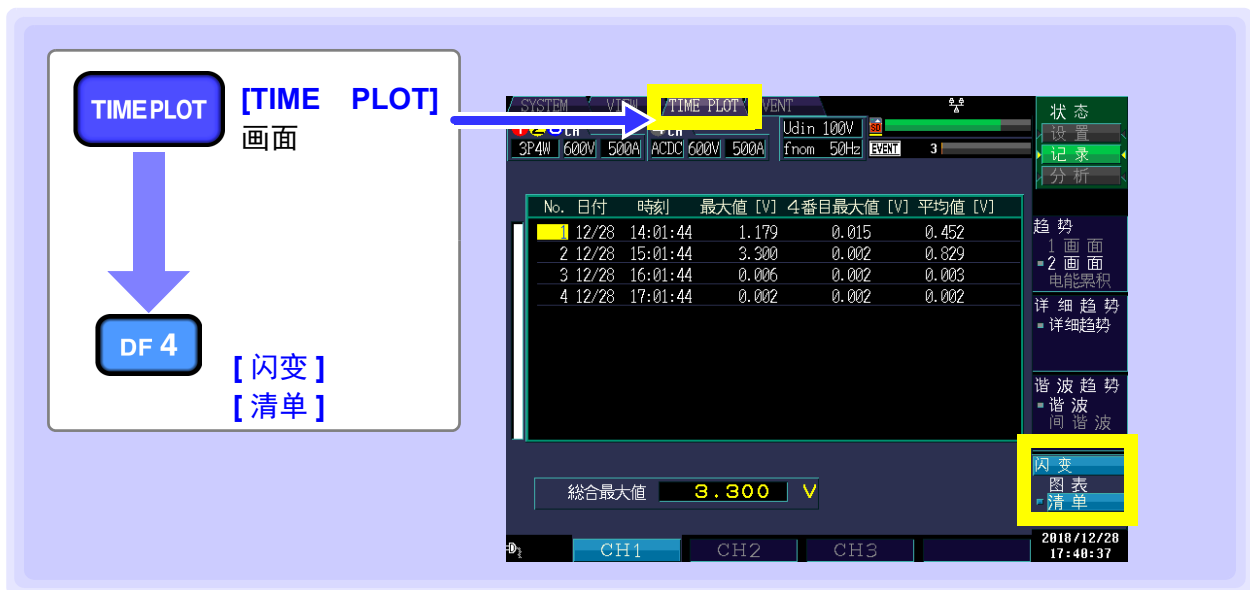 TIME PLOT
[TIME PLOT]
画面
DF 4
[ 闪变 ]
[ 清单 ]
SYSTEM VIEW TIME PLOT EVENT
Udin 100V SD
3P4W 600V 500A ACDC 600V 500A fnom 50Hz EVENT 3
No. 日付 時刻 最大値 [V] 4番目最大値 [V] 平均値 [V]
1 12/28 14:01:44 1.179 0.015 0.452
2 12/28 15:01:44 3.300 0.002 0.829
3 12/28 16:01:44 0.006 0.002 0.003
4 12/28 17:01:44 0.002 0.002 0.002
総合最大値 3.300 V
CH1 CH2 CH3
状态
设置
记录
分析
趋势
1画面
2画面
电能累积
详细趋势
详细趋势
谐波趋势
谐波
间谐波
闪变
图表
清单
2018/12/28
17:40:37